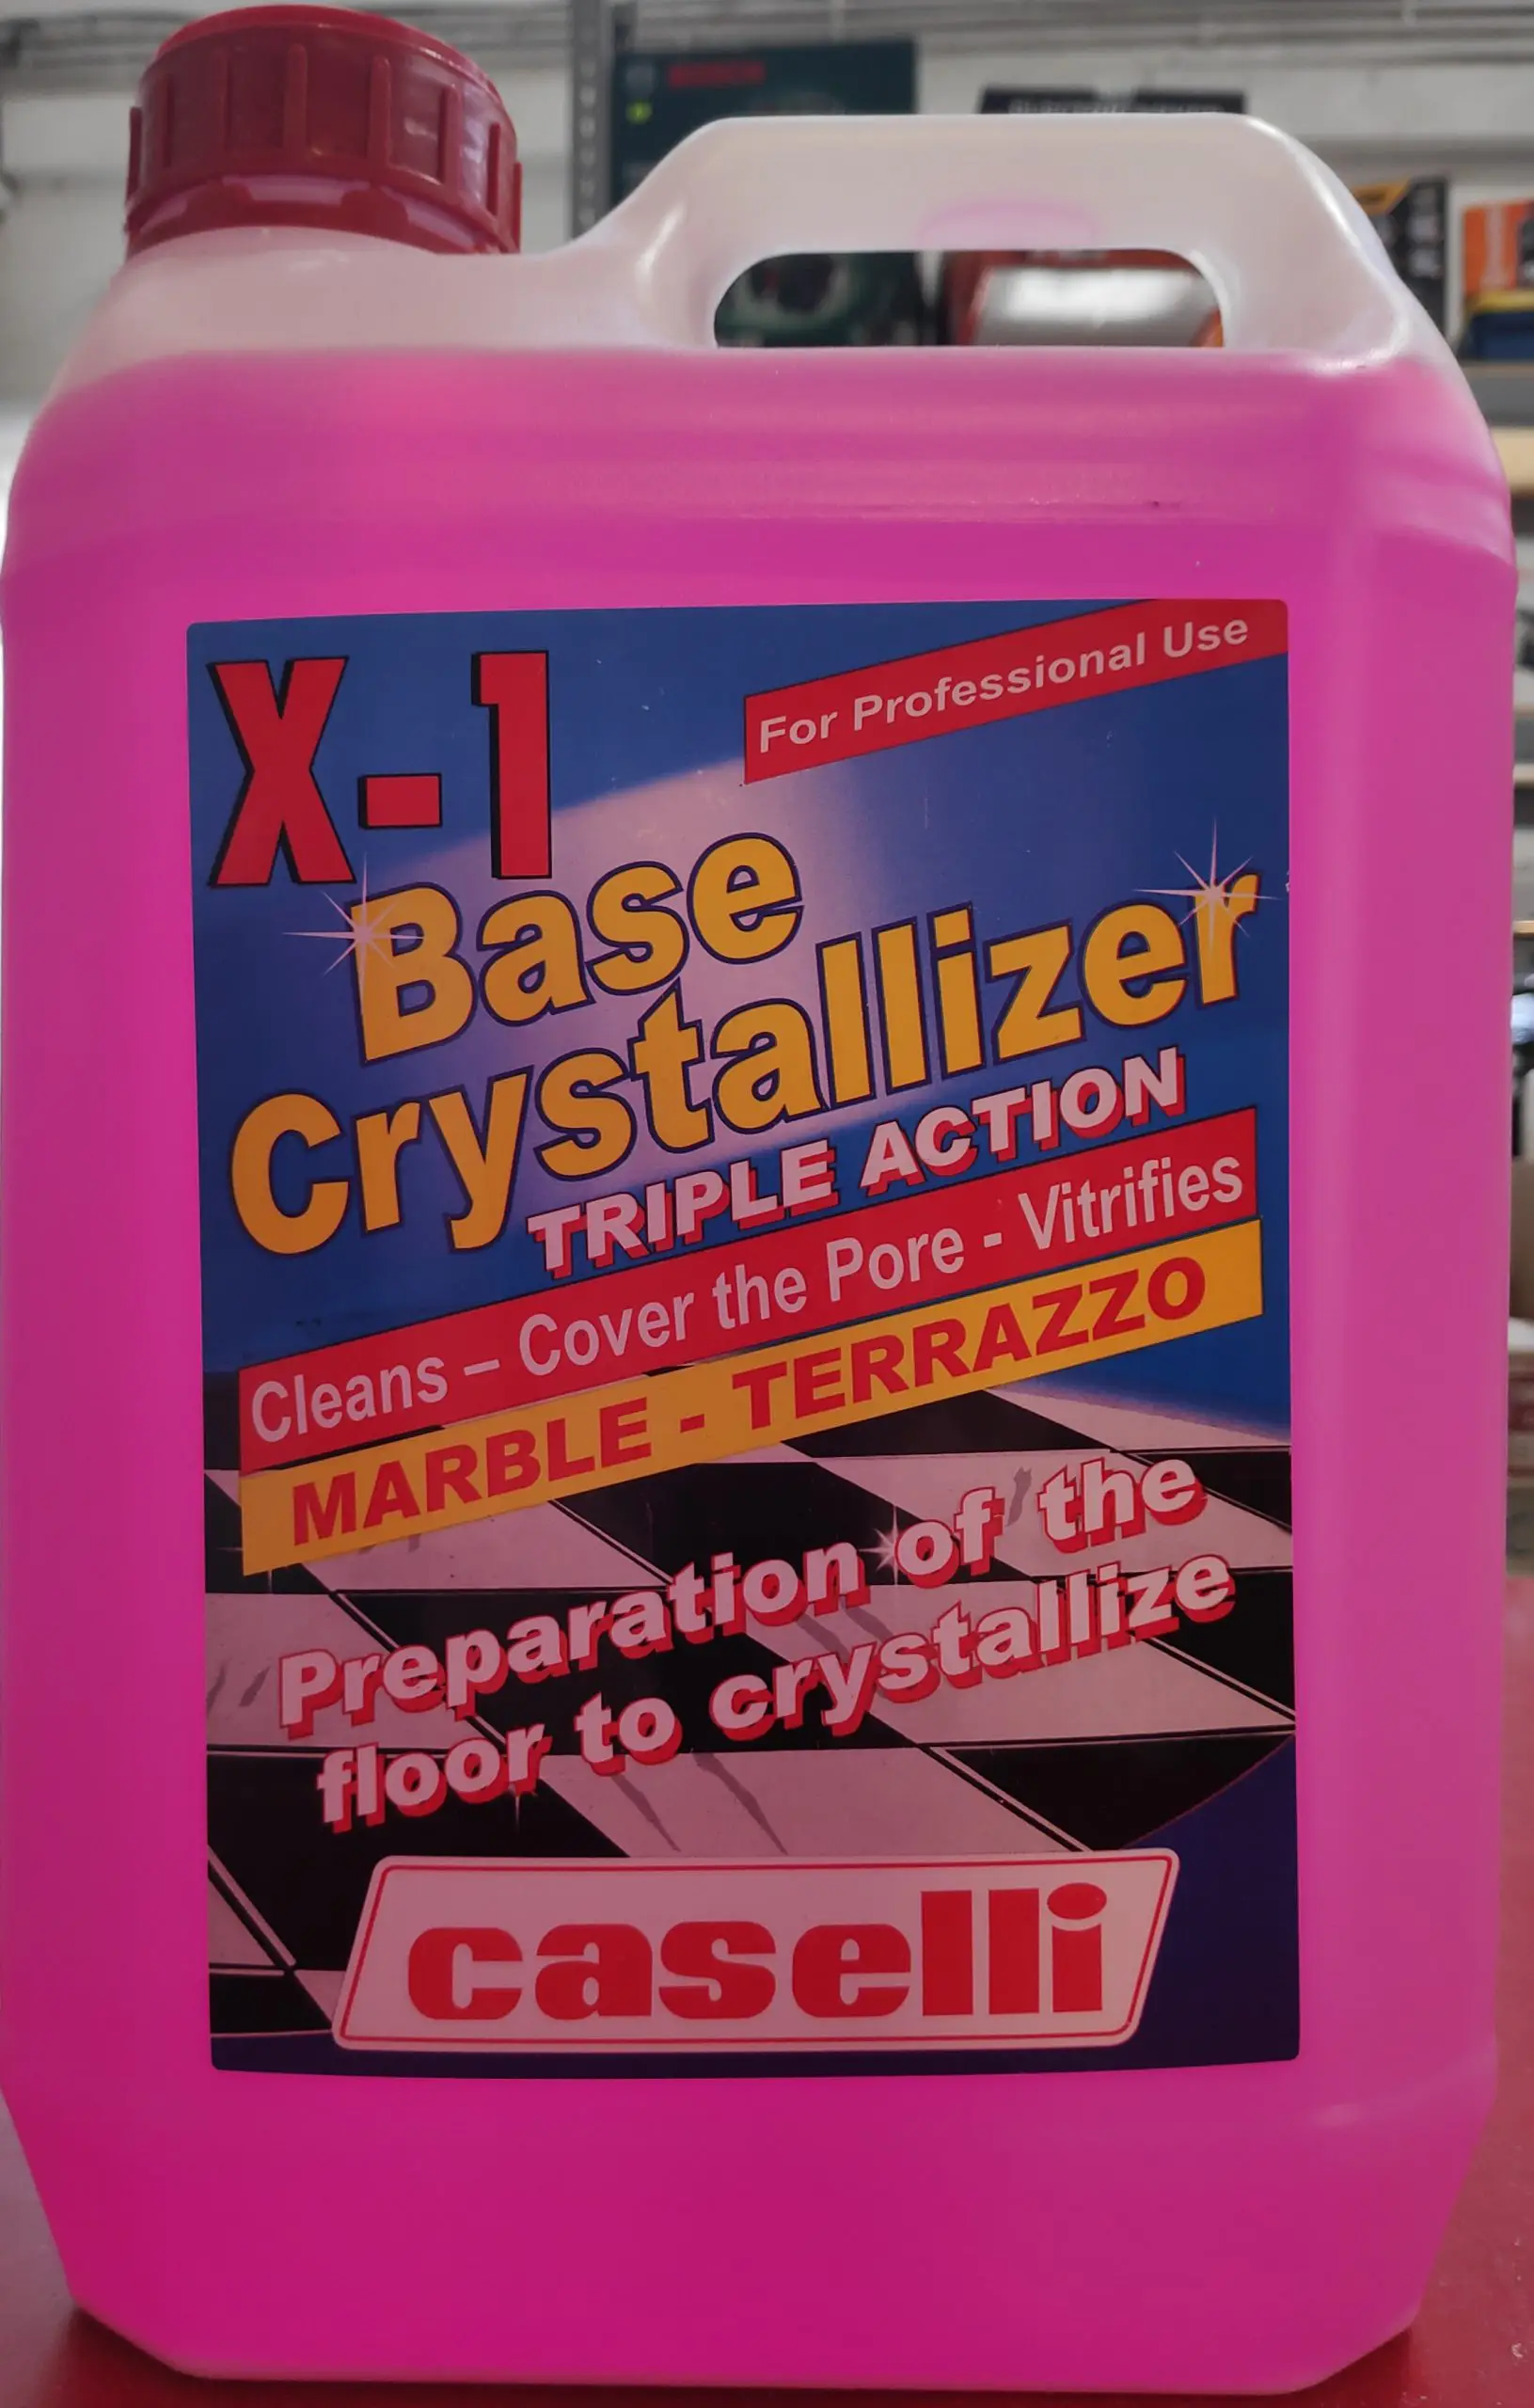 BOSCH
X-1
For Professional Use
Base
Crystallizer
TRIPLE ACTION
Cleans – Cover the Pore - Vitrifies
MARBLE - TERRAZZO
Preparation of the
floor to crystallize
caselli